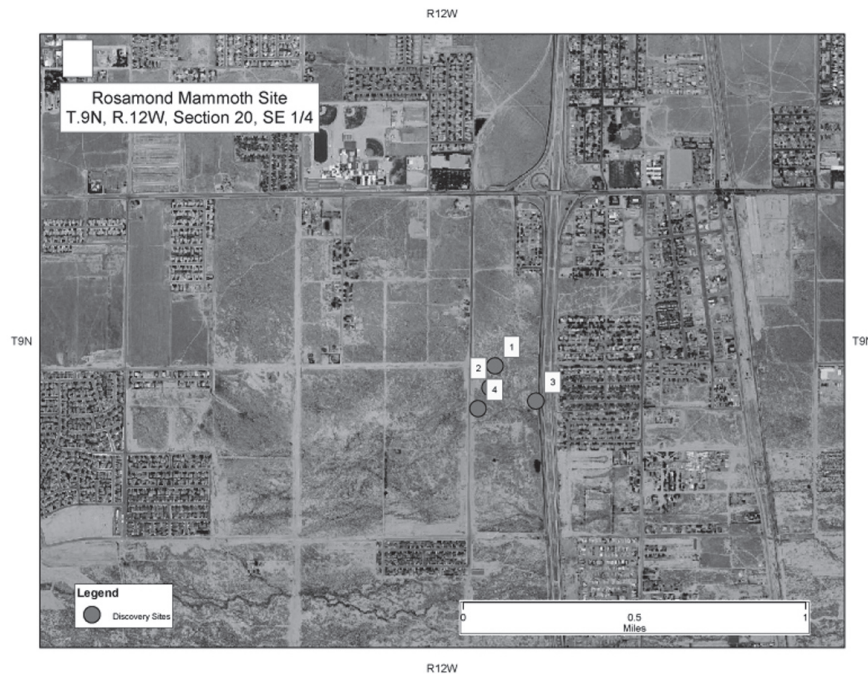 R12W
Rosamond Mammoth Site
T.9N, R.12W, Section 20, SE 1/4
T9N
T9N
1
2
3
4
Legend
Discovery Sites
0
0.5
1
Miles
R12W